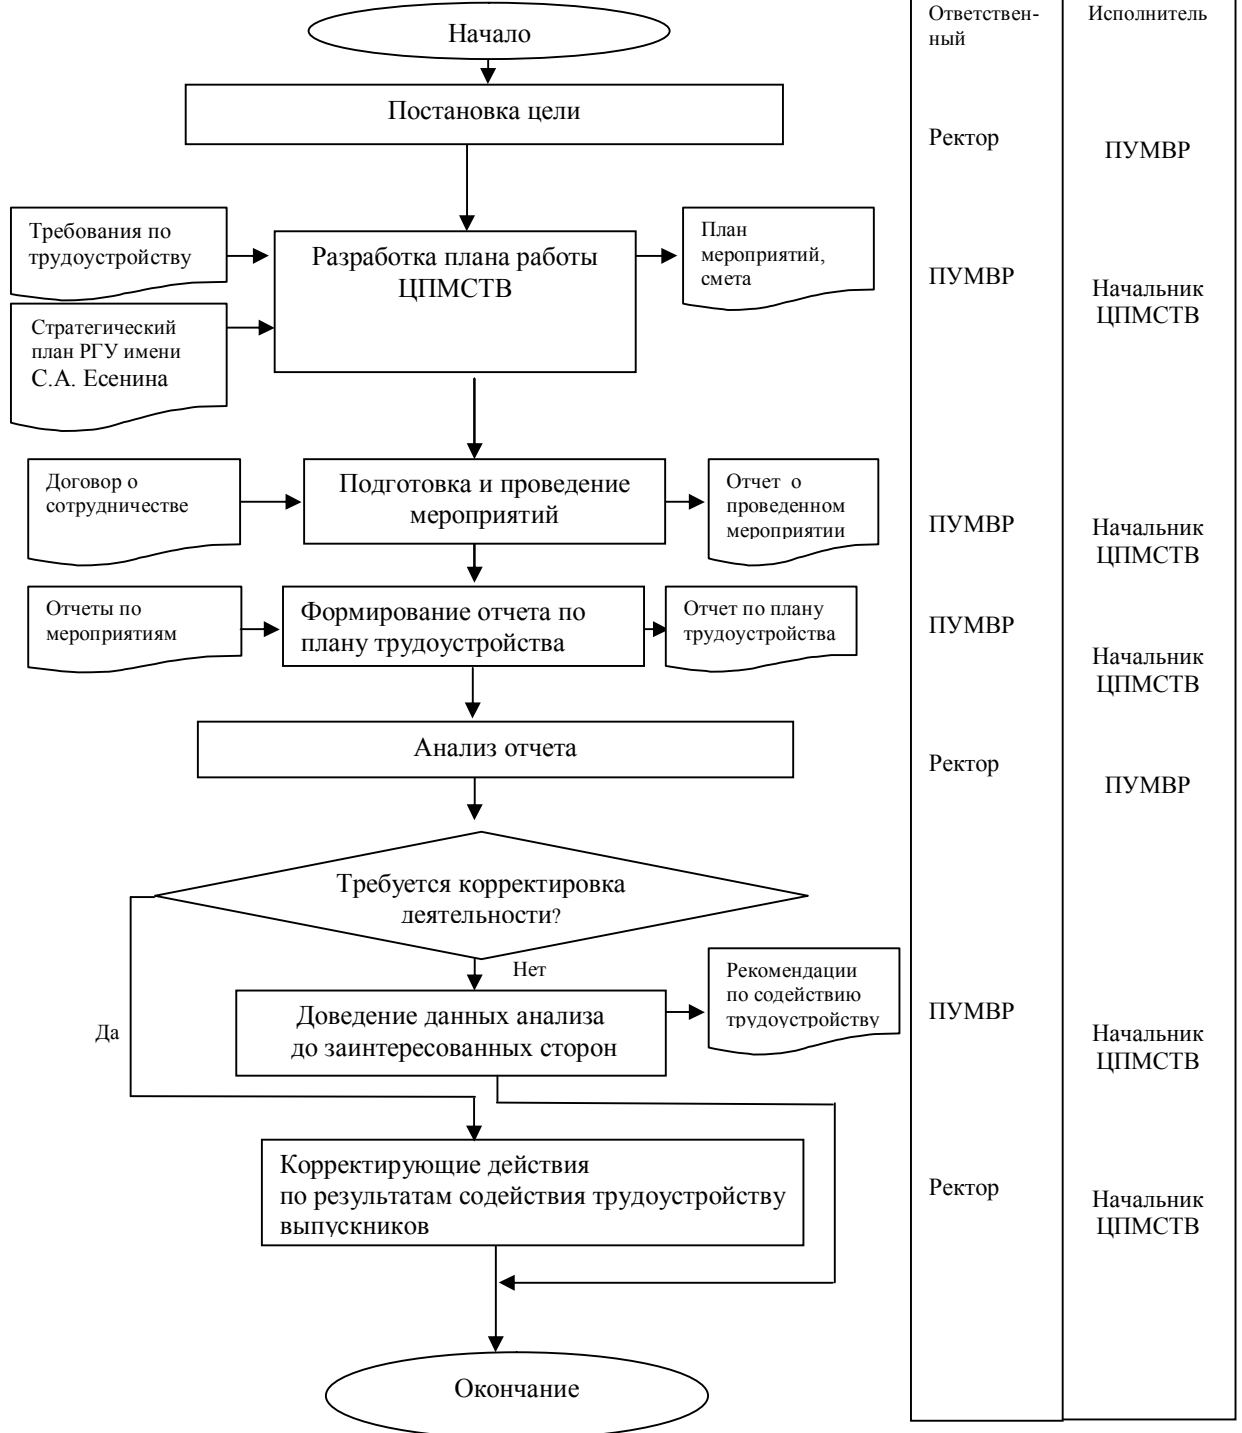 Начало
Постановка цели
Требования по
трудоустройству
Стратегический
план РГУ имени
С.А. Есенина
Разработка плана работы
ЦПМСТВ
План
мероприятий,
смета
Договор о
сотрудничестве
Подготовка и проведение
мероприятий
Отчет о
проведенном
мероприятии
Отчеты по
мероприятиям
Формирование отчета по
плану трудоустройства
Отчет по плану
трудоустройства
Анализ отчета
Требуется корректировка
деятельности?
Нет
Да
Доведение данных анализа
до заинтересованных сторон
Рекомендации
по содействию
трудоустройству
Корректирующие действия
по результатам содействия трудоустройству
выпускников
Окончание
Ответствен-
ный
Ректор
ПУМВР
ПУМВР
ПУМВР
Ректор
ПУМВР
Ректор
Исполнитель
ПУМВР
Начальник
ЦПМСТВ
Начальник
ЦПМСТВ
Начальник
ЦПМСТВ
ПУМВР
Начальник
ЦПМСТВ
Начальник
ЦПМСТВ